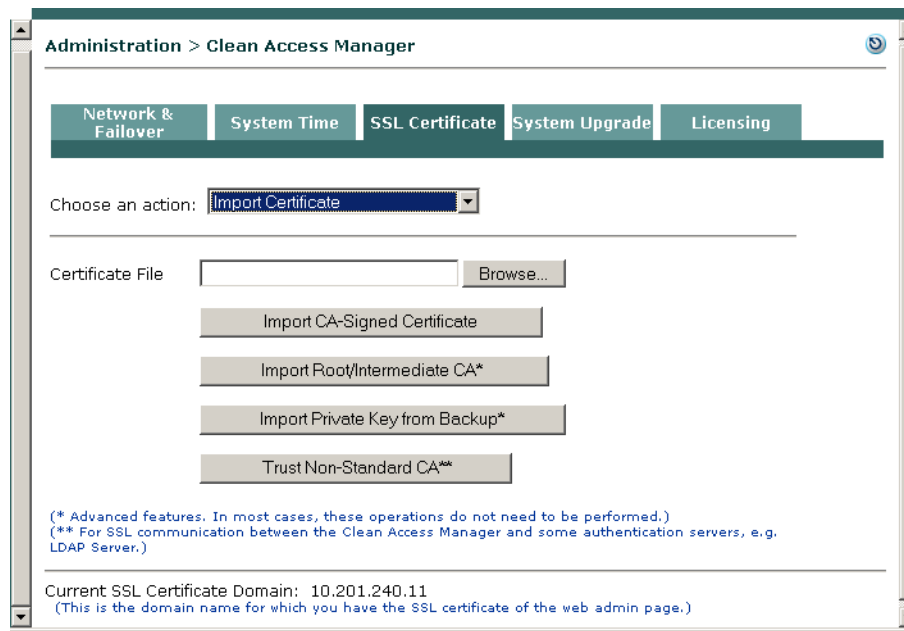 Administration > Clean Access Manager
Network &
Failover
System Time
SSL Certificate
System Upgrade
Licensing
Choose an action:
Import Certificate
Certificate File
Browse...
Import CA-Signed Certificate
Import Root/Intermediate CA*
Import Private Key from Backup*
Trust Non-Standard CA**
(* Advanced features. In most cases, these operations do not need to be performed.)
(** For SSL communication between the Clean Access Manager and some authentication servers, e.g.
LDAP Server.)
Current SSL Certificate Domain: 10.201.240.11
(This is the domain name for which you have the SSL certificate of the web admin page.)